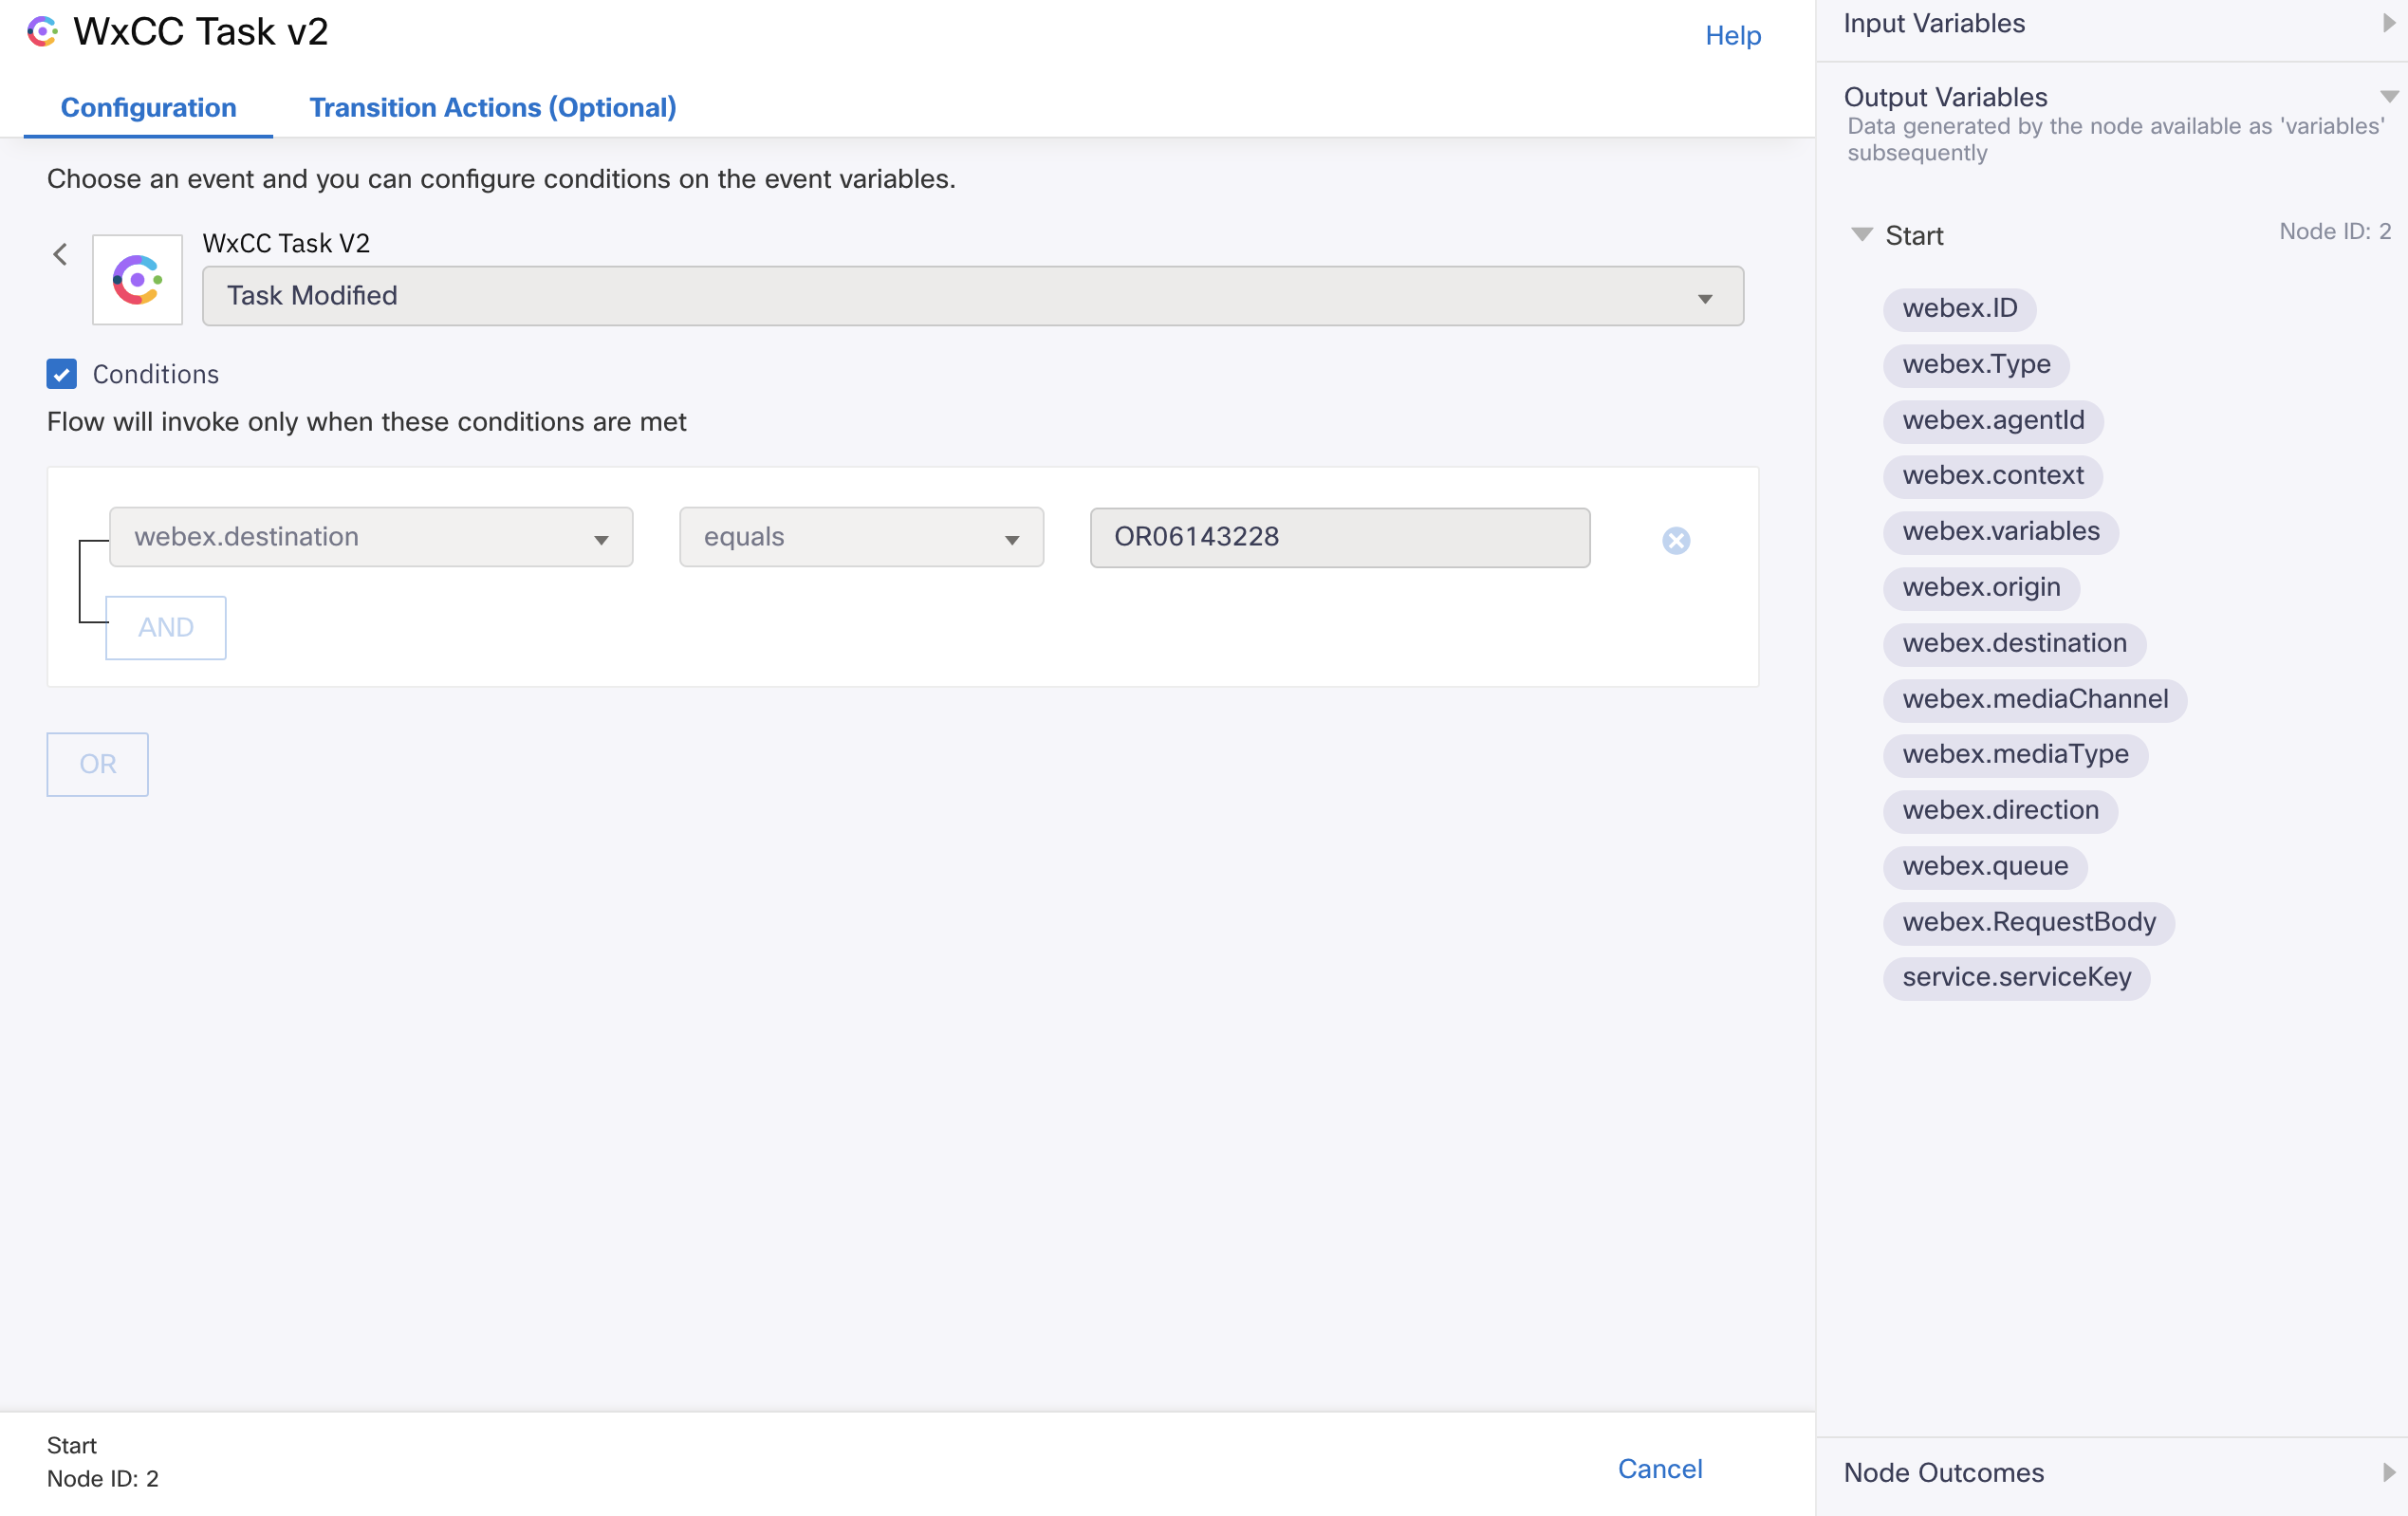 WxCC Task v2
Help
Configuration
Transition Actions (Optional)
Choose an event and you can configure conditions on the event variables.
WxCC Task V2
Task Modified
Conditions
Flow will invoke only when these conditions are met
webex.destination
equals
OR06143228
AND
OR
Start
Node ID: 2
Cancel
Input Variables
Output Variables
Data generated by the node available as 'variables'
subsequently
Start
Node ID: 2
webex.ID
webex.Type
webex.agentId
webex.context
webex.variables
webex.origin
webex.destination
webex.mediaChannel
webex.mediaType
webex.direction
webex.queue
webex.RequestBody
service.serviceKey
Node Outcomes